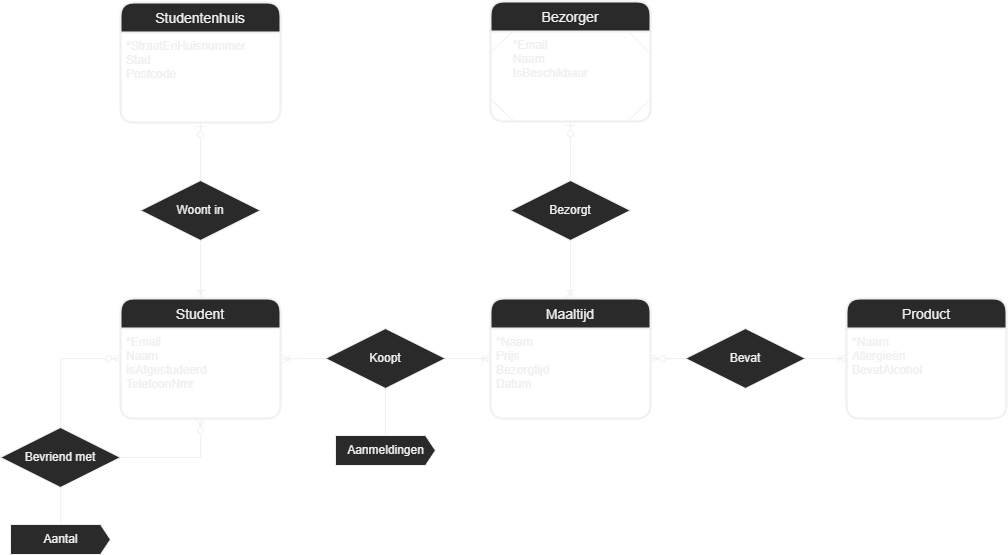 Studentenhuis
*StraatEnHuisnummer
Stad
Postcode
Bezorger
*Email
Naam
IsBeschikbaar
Woont in
Bezorgt
Student
*Email
Naam
IsAfgestudeerd
TelefoonNmr
Koopt
Maaltijd
*Naam
Prijs
Bezorgtijd
Datum
Bevat
Product
*Naam
Allergieën
BevatAlcohol
Bevriend met
Aanmeldingen
Aantal